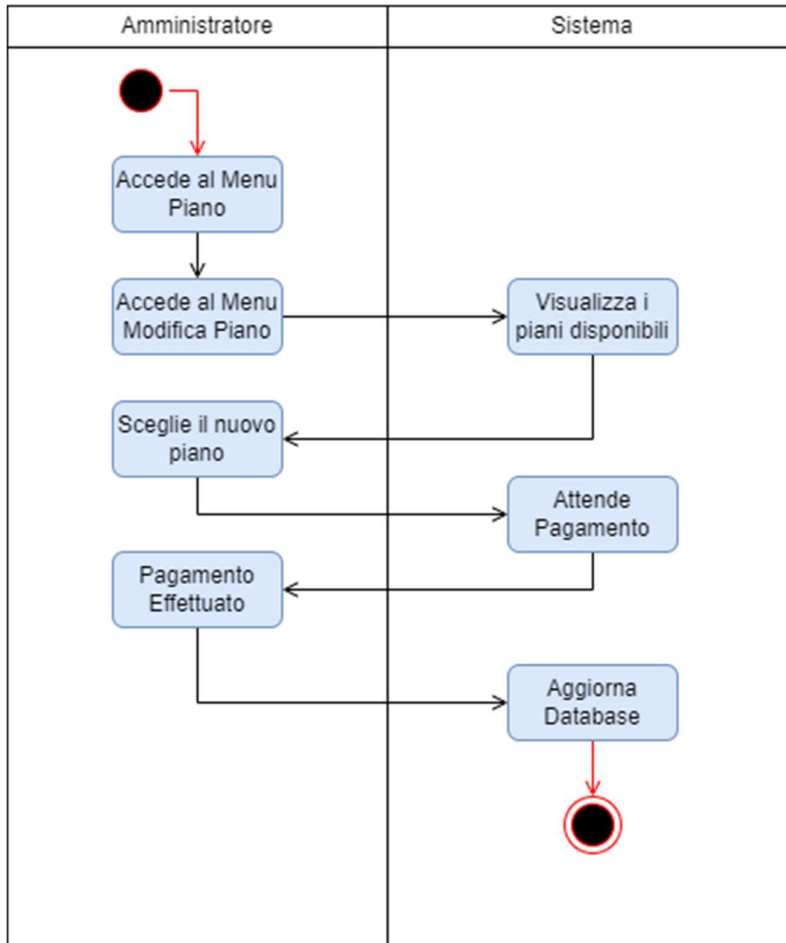 Amministratore
Sistema
Accede al Menu
Piano
Accede al Menu
Modifica Piano
Visualizza i
piani disponibili
Sceglie il nuovo
piano
Attende
Pagamento
Pagamento
Effettuato
Aggiorna
Database